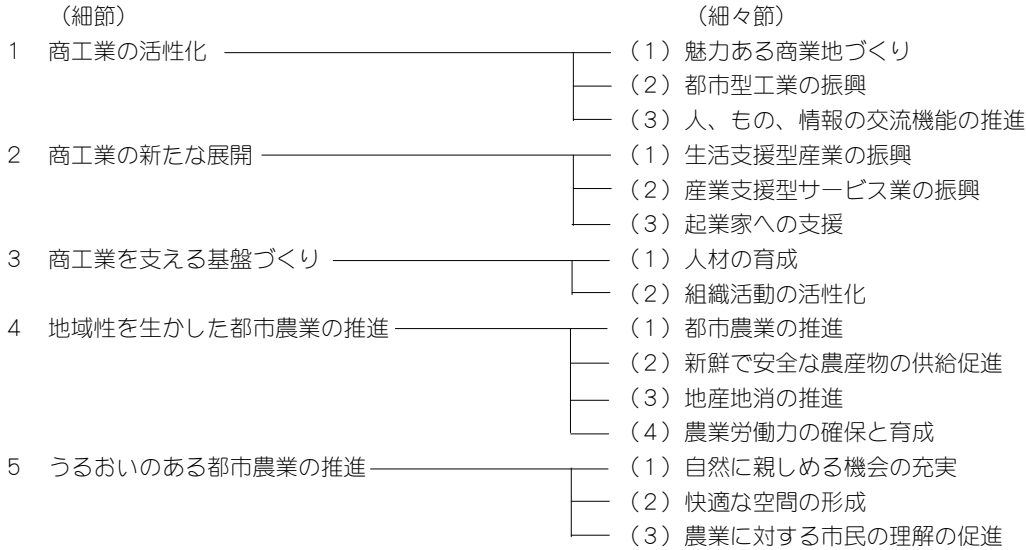 （細節） （細々節）
１ 商工業の活性化 （１）魅力ある商業地づくり
（２）都市型工業の振興
（３）人、もの、情報の交流機能の推進
２ 商工業の新たな展開 （１）生活支援型産業の振興
（２）産業支援型サービス業の振興
（３）起業家への支援
３ 商工業を支える基盤づくり （１）人材の育成
（２）組織活動の活性化
４ 地域性を生かした都市農業の推進 （１）都市農業の推進
（２）新鮮で安全な農産物の供給促進
（３）地産地消の推進
（４）農業労働力の確保と育成
５ うるおいのある都市農業の推進 （１）自然に親しめる機会の充実
（２）快適な空間の形成
（３）農業に対する市民の理解の促進